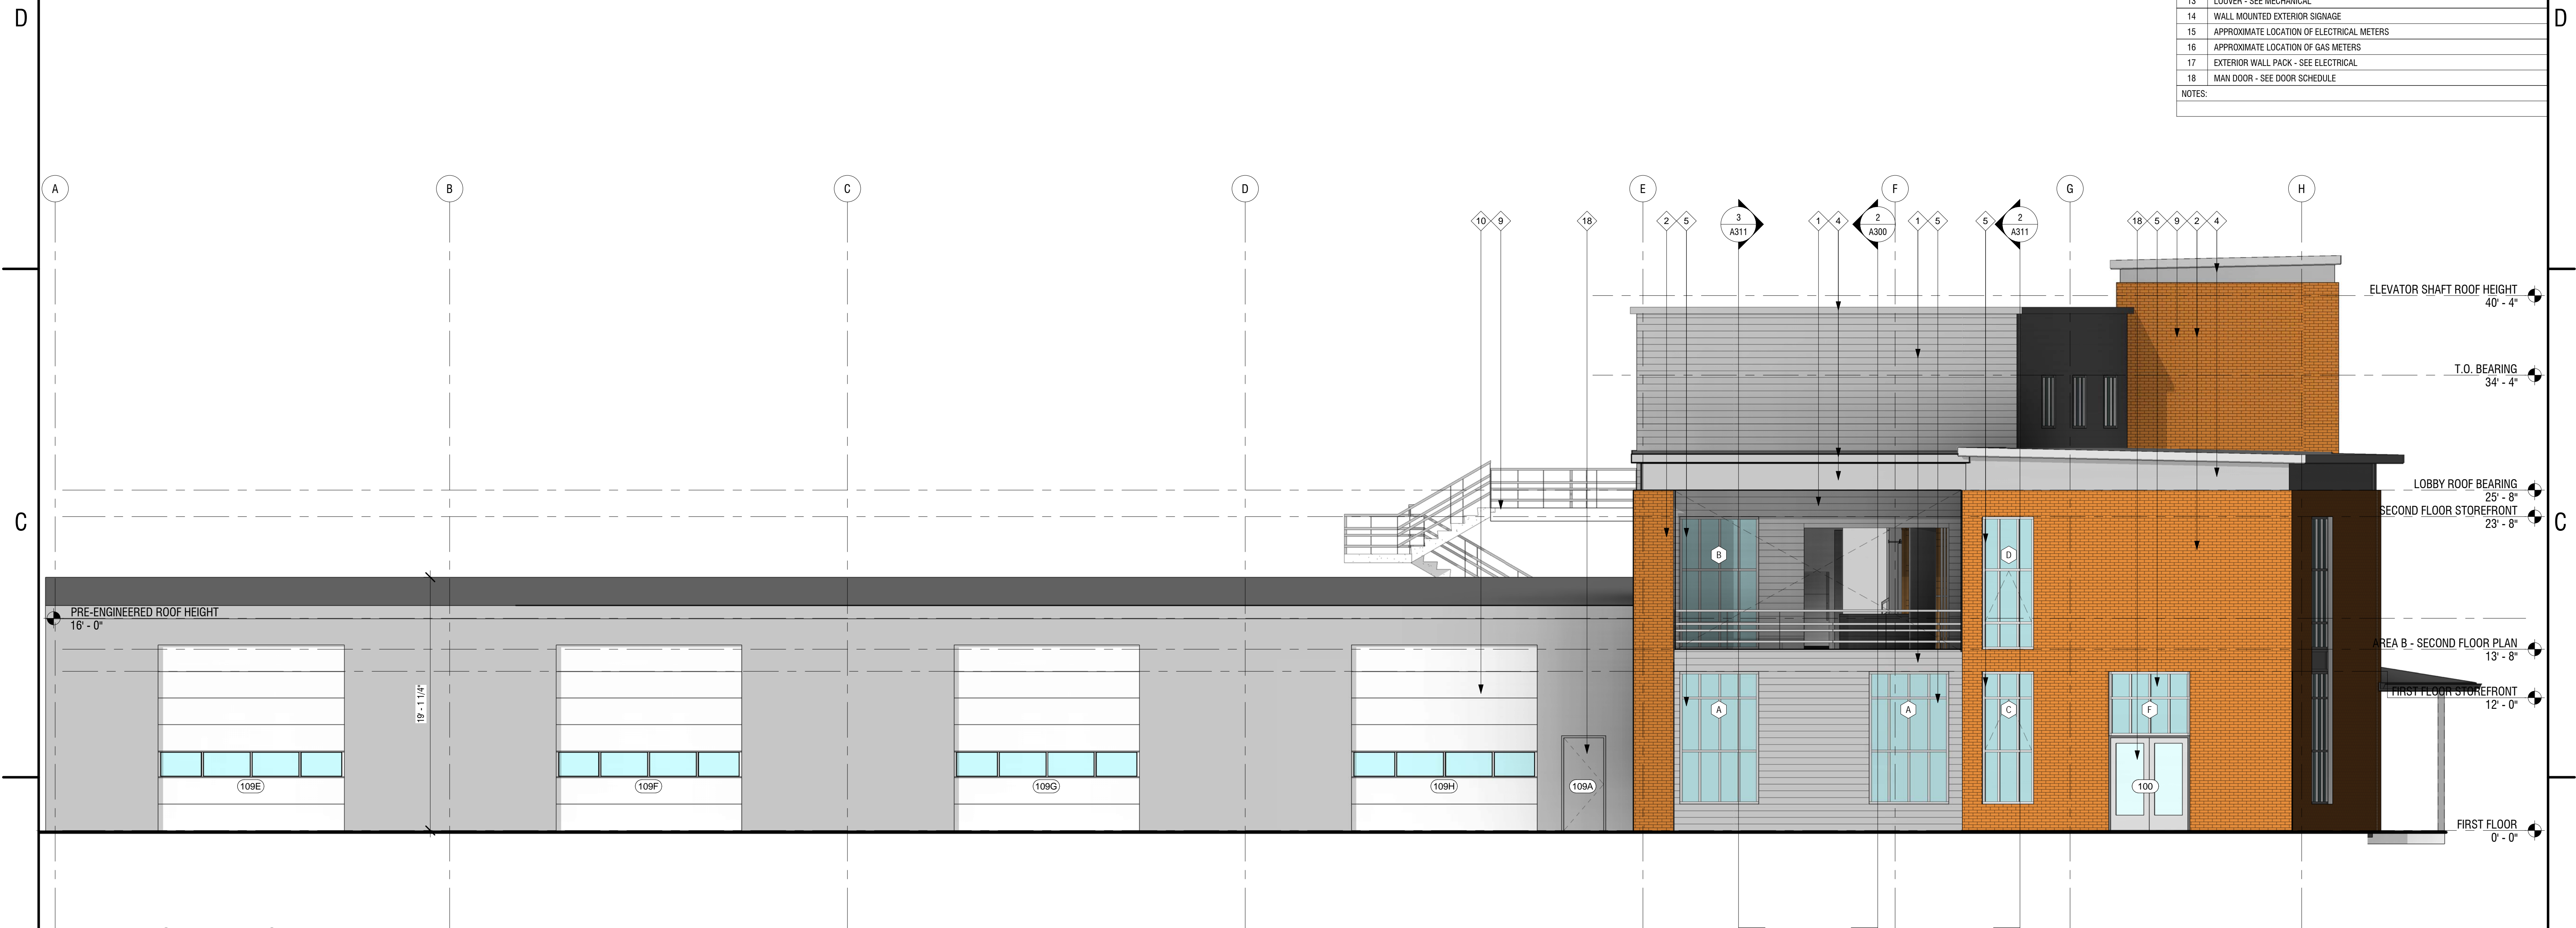 D
D
13 LOUVER - SEE MECHANICAL
14 WALL MOUNTED EXTERIOR SIGNAGE
15 APPROXIMATE LOCATION OF ELECTRICAL METERS
16 APPROXIMATE LOCATION OF GAS METERS
17 EXTERIOR WALL PACK - SEE ELECTRICAL
18 MAN DOOR - SEE DOOR SCHEDULE
NOTES:
A B C D E F G H
10 9 18 2 5 3 1 4 2 1 5 5 2 18 5 9 2 4
A311 A300 A311
ELEVATOR SHAFT ROOF HEIGHT
40' - 4"
T.O. BEARING
34' - 4"
LOBBY ROOF BEARING
25' - 8"
SECOND FLOOR STOREFRONT
23' - 8"
C
C
B D
PRE-ENGINEERED ROOF HEIGHT
16' - 0"
AREA B - SECOND FLOOR PLAN
13' - 8"
FIRST FLOOR STOREFRONT
12' - 0"
19' - 1 1/4"
A A C F
109E 109F 109G 109H 109A 100
FIRST FLOOR
0' - 0"